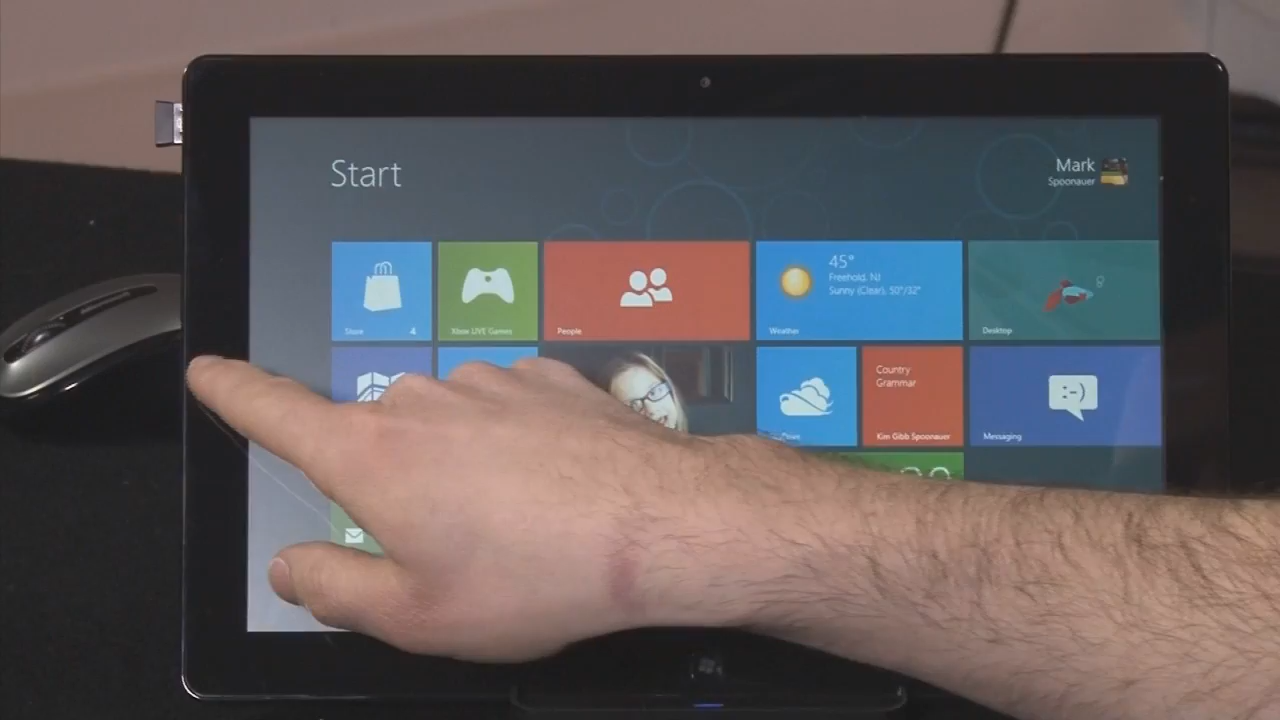 Start
Mark
Spoonauer
45°
Freehold, NJ
Sunny (Clear), 50°/32°
Store
4
Xbox LIVE Games
People
Weather
Desktop
Country
Grammar
Kim Gibb Spoonauer
Messaging